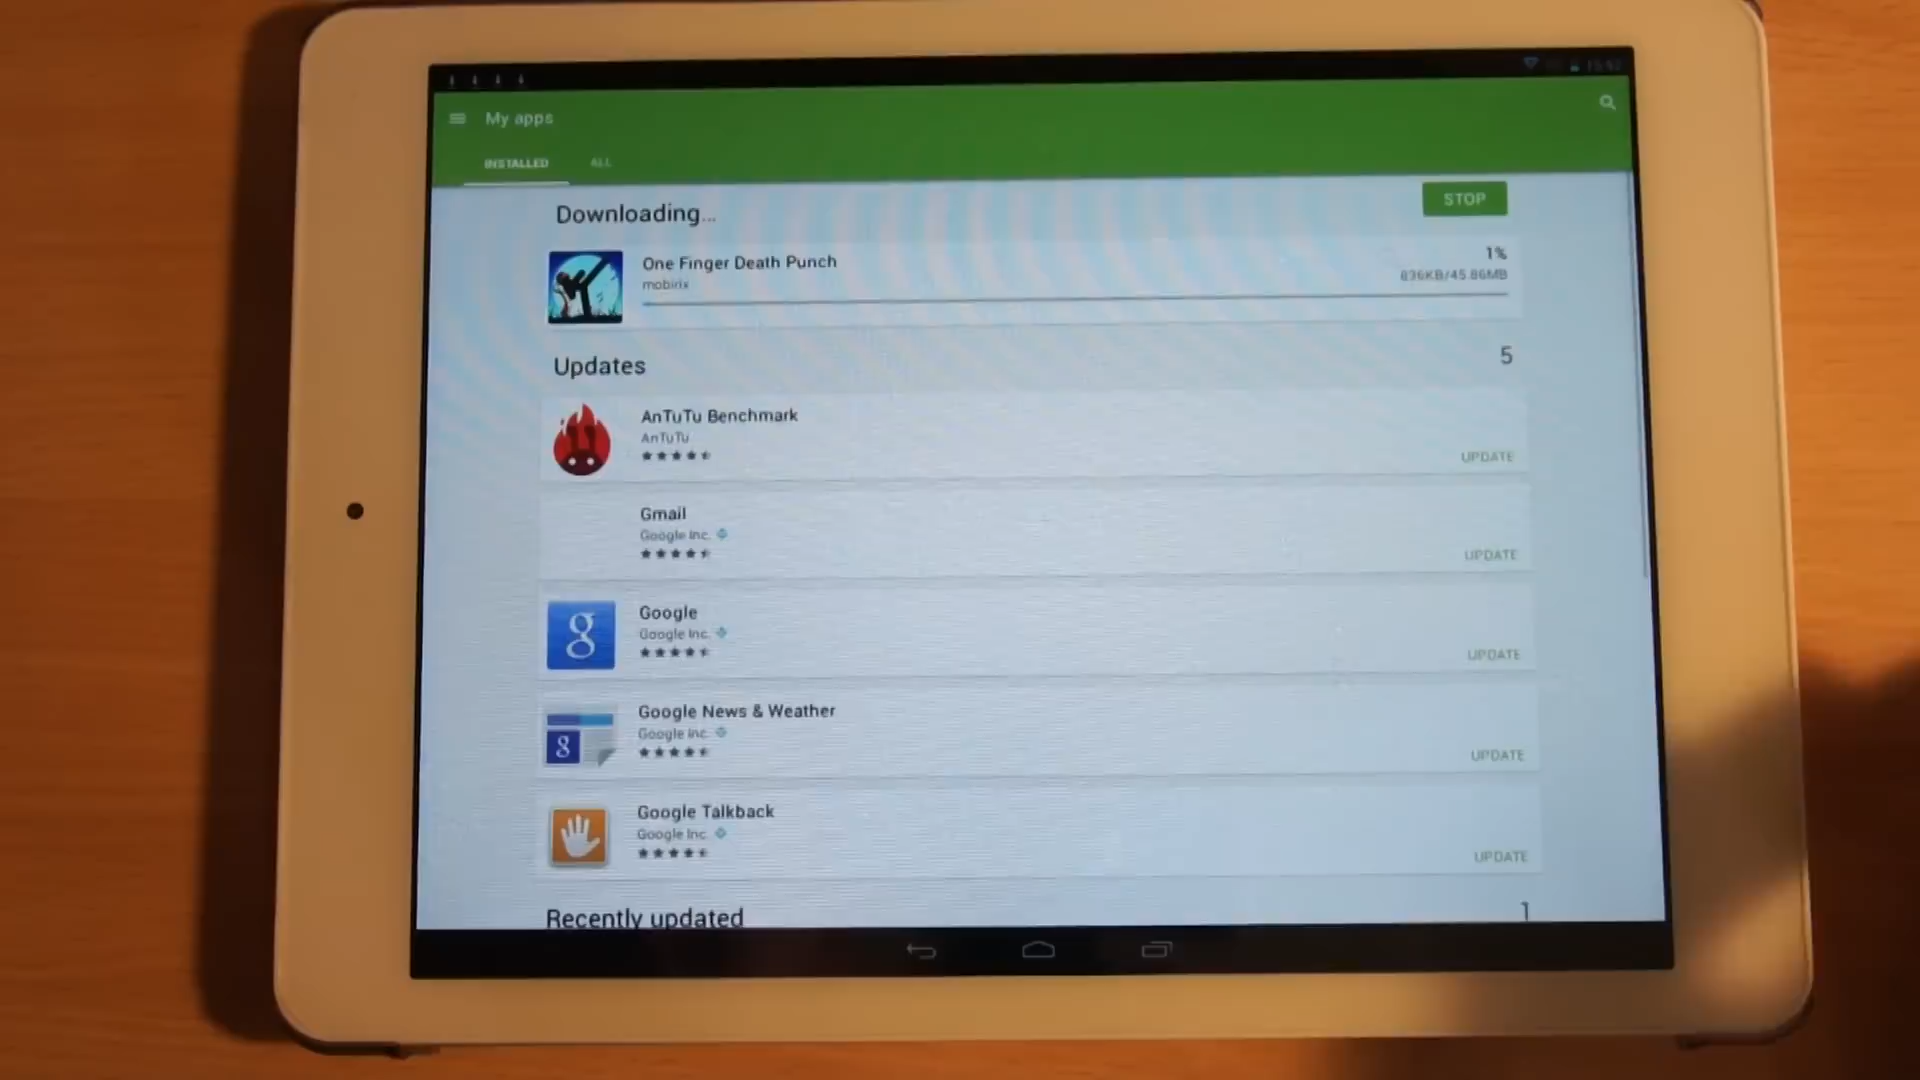 My apps
INSTALLED ALL
Downloading...
STOP
One Finger Death Punch
mobirix
1%
836KB/45.86MB
Updates
5
AnTuTu Benchmark
AnTuTu
UPDATE
Gmail
Google Inc.
UPDATE
g
Google
Google Inc.
UPDATE
g
Google News & Weather
Google Inc.
UPDATE
Google Talkback
Google Inc.
UPDATE
Recently updated
1